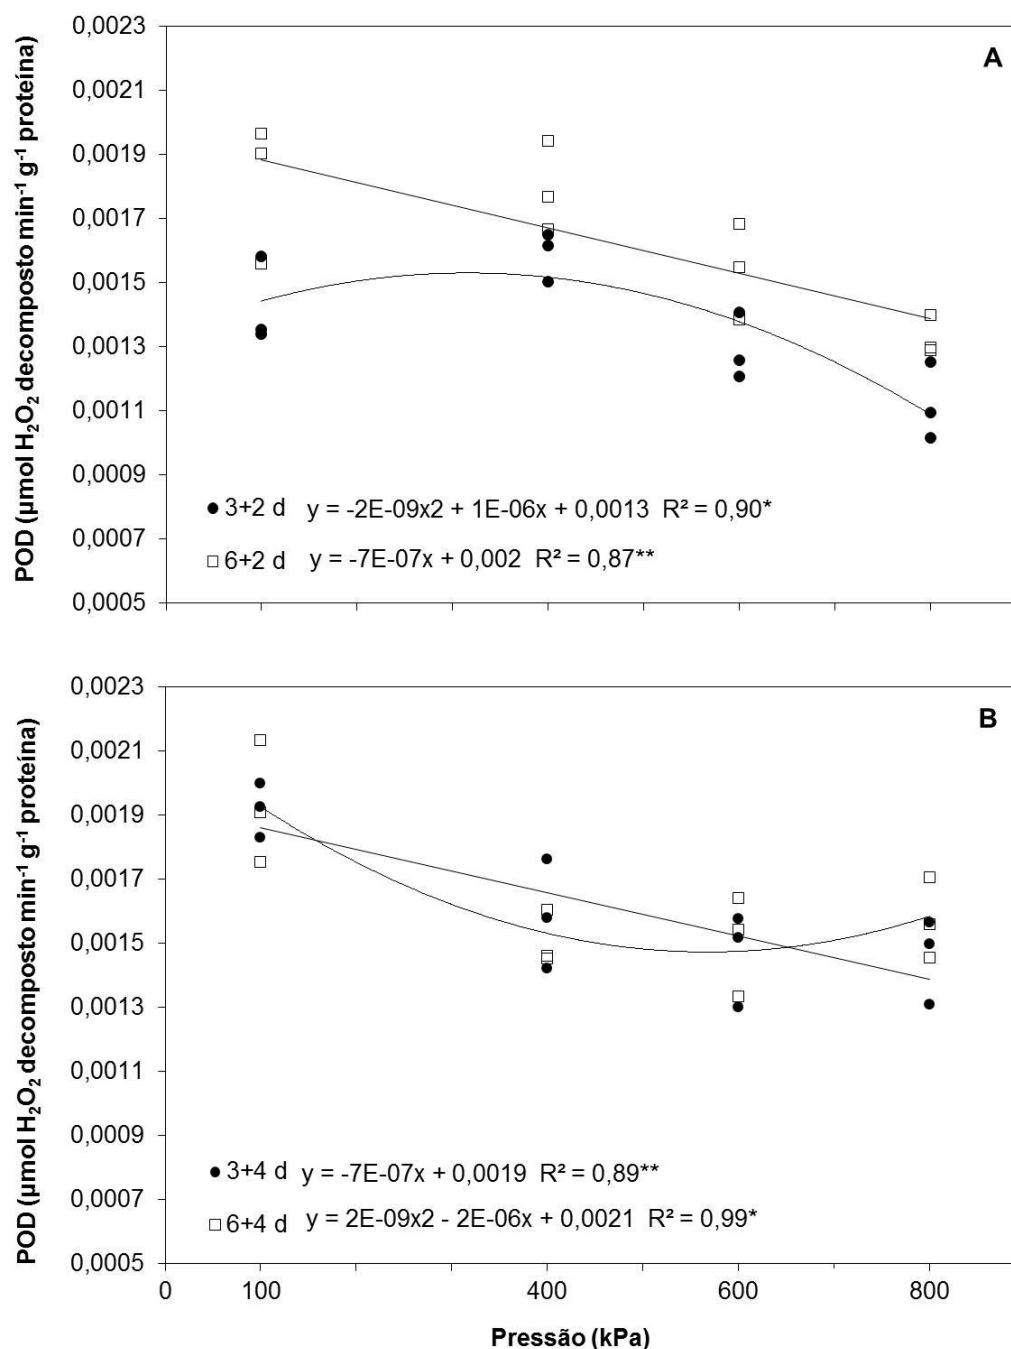 0,0023
A
0,0021
0,0019
0,0017
0,0015
0,0013
0,0011
0,0009
0,0007
0,0005
POD (µmol H₂O₂ decomposto min⁻¹ g⁻¹ proteína)
3+2 d y = -2E-09x2 + 1E-06x + 0,0013 R² = 0,90*
6+2 d y = -7E-07x + 0,002 R² = 0,87**
0,0023
B
0,0021
0,0019
0,0017
0,0015
0,0013
0,0011
0,0009
0,0007
0,0005
POD (µmol H₂O₂ decomposto min⁻¹ g⁻¹ proteína)
3+4 d y = -7E-07x + 0,0019 R² = 0,89**
6+4 d y = 2E-09x2 - 2E-06x + 0,0021 R² = 0,99*
0 100 400 600 800
Pressão (kPa)